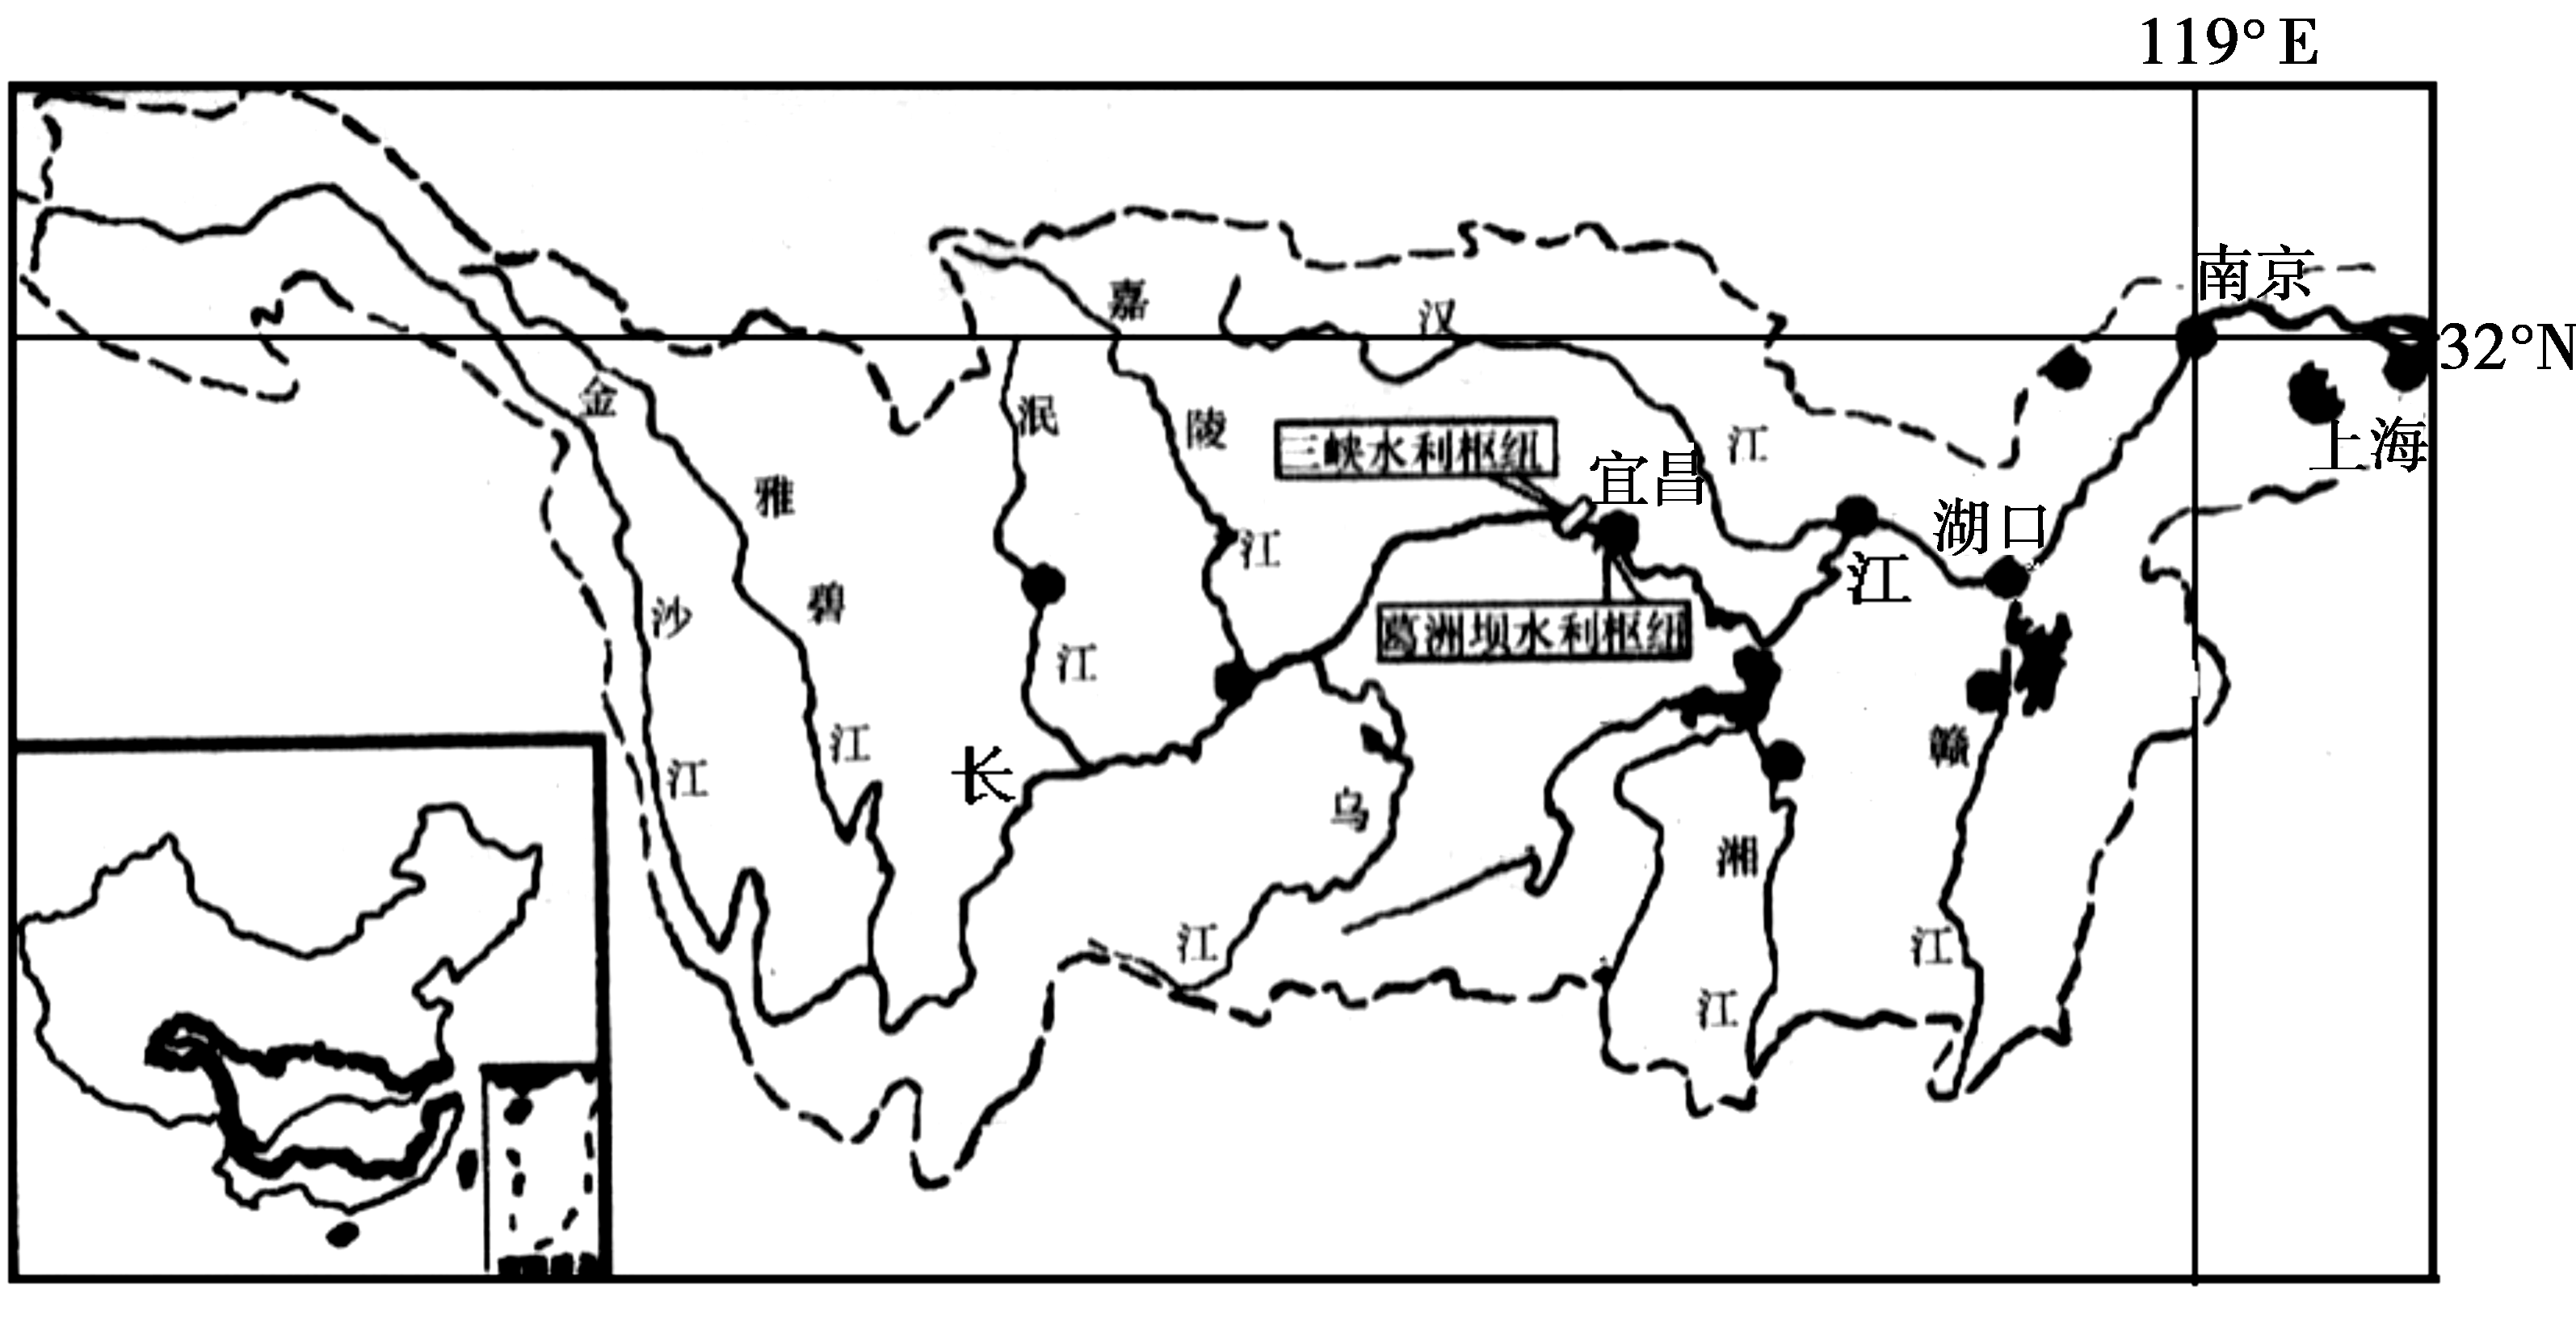 119° E
南京
32°N
嘉
汉
金
岷
陵
江
三峡水利枢纽
宜昌
上海
雅
江
湖口
碧
沙
江
葛洲坝水利枢纽
江
江
江
长
江
乌
赣
湘
江
江
江